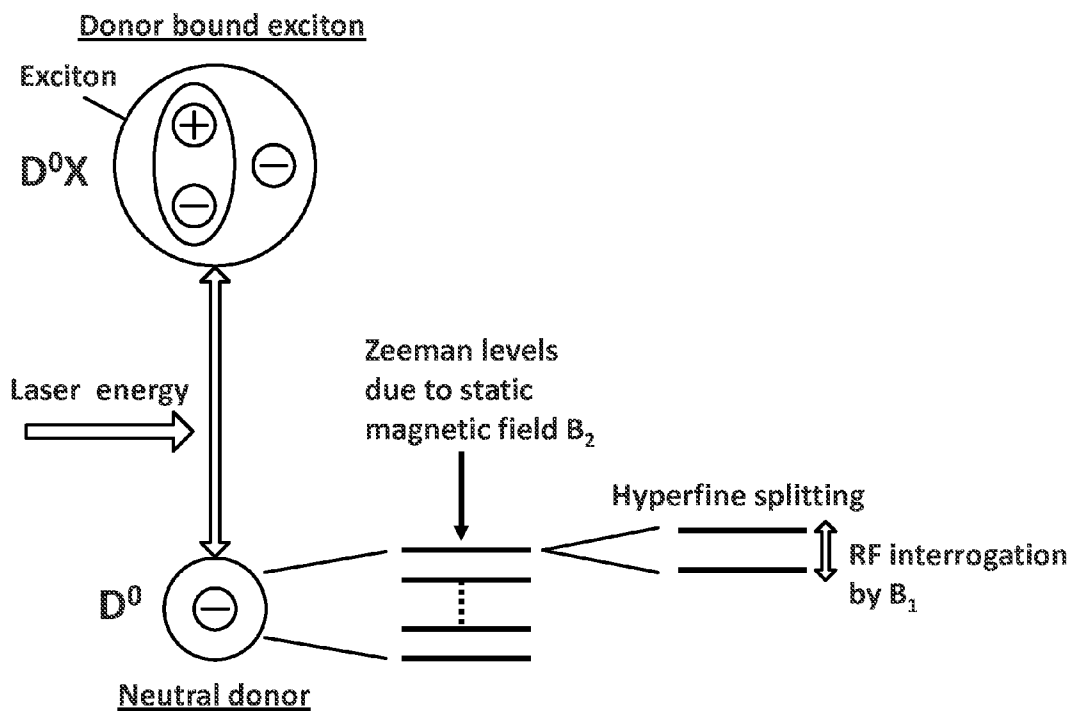 Donor bound exciton
Exciton
+
−
−
D⁰X
Laser energy
Zeeman levels
due to static
magnetic field B₂
Hyperfine splitting
RF interrogation
by B₁
D⁰
−
Neutral donor